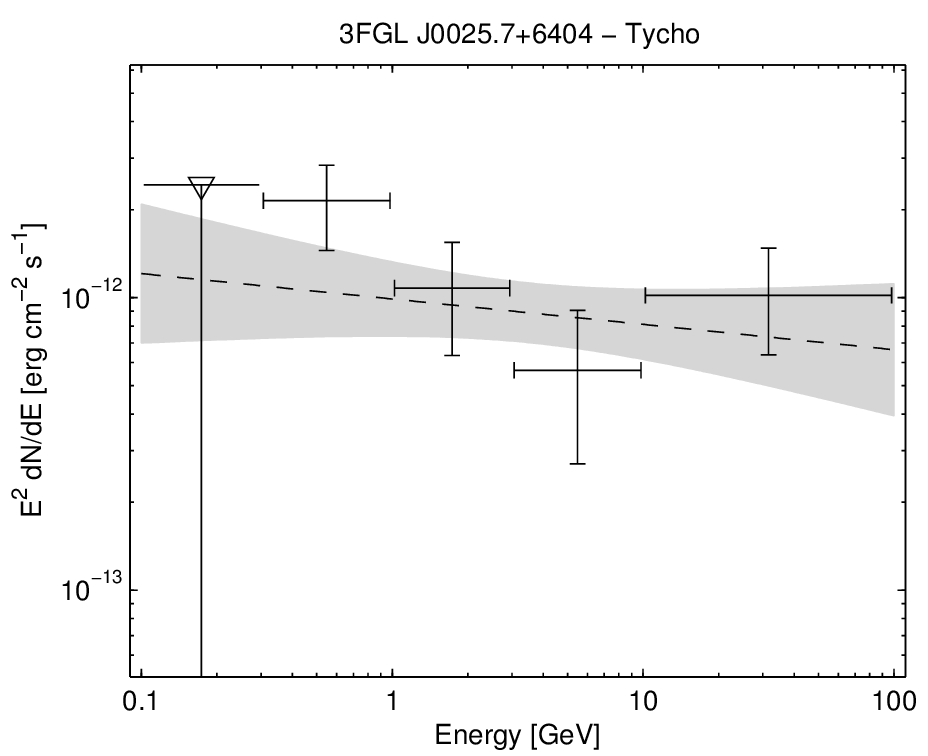 3FGL J0025.7+6404 − Tycho
E² dN/dE [erg cm⁻² s⁻¹]
10⁻¹²
10⁻¹³
0.1 1 10 100
Energy [GeV]